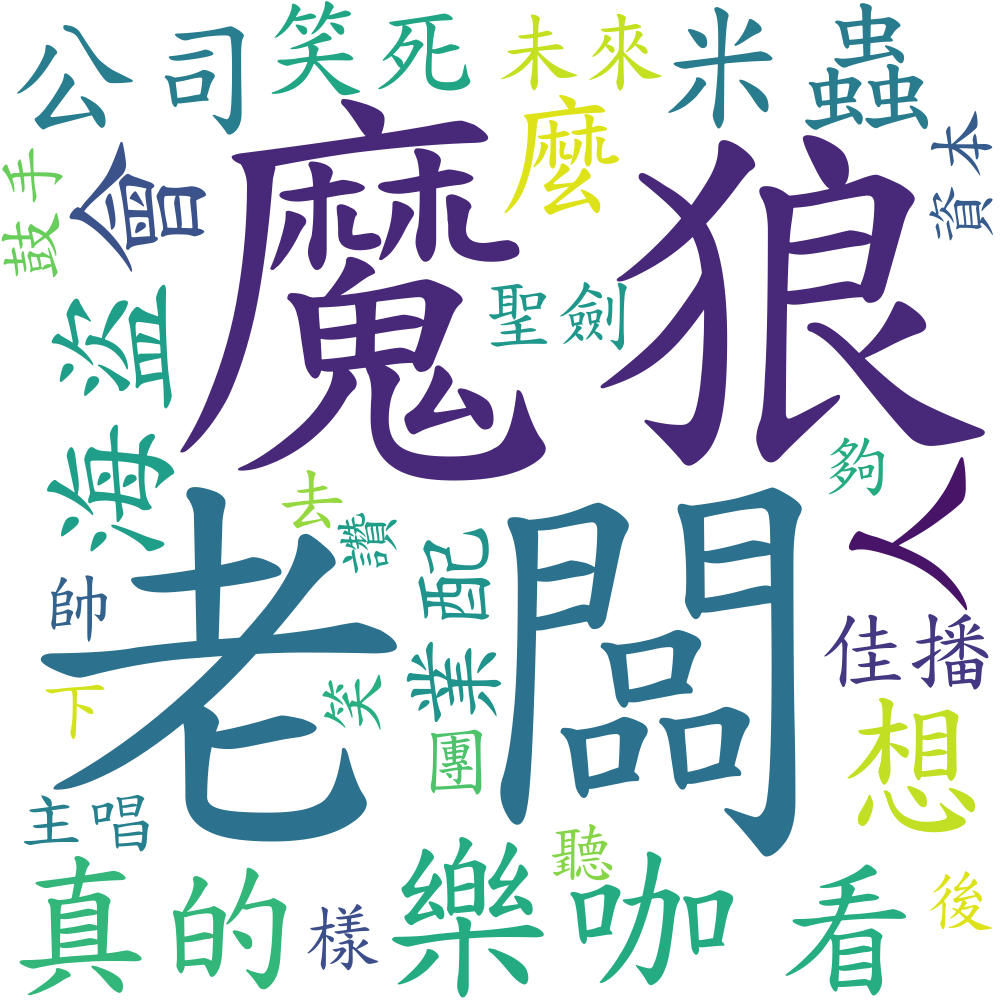 公司
笑死
未來
米
蟲
鼓手
會
魔狼
麼
資本
海盜
聖劍
夠
ㄑ
去
讚
老闆
業配
帥
佳播
下
笑
團
想
主唱
聽
真的
樣
樂咖
看
後